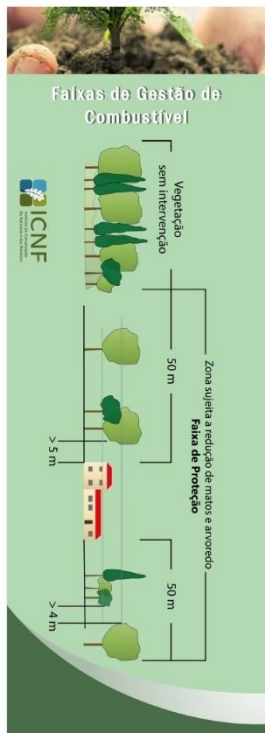 Faixas de Gestão de
Combustível
Vegetação
sem intervenção
Zona sujeita a redução de matos e arvoredo
Faixa de Proteção
50 m
50 m
> 5 m
> 4 m
ICNF